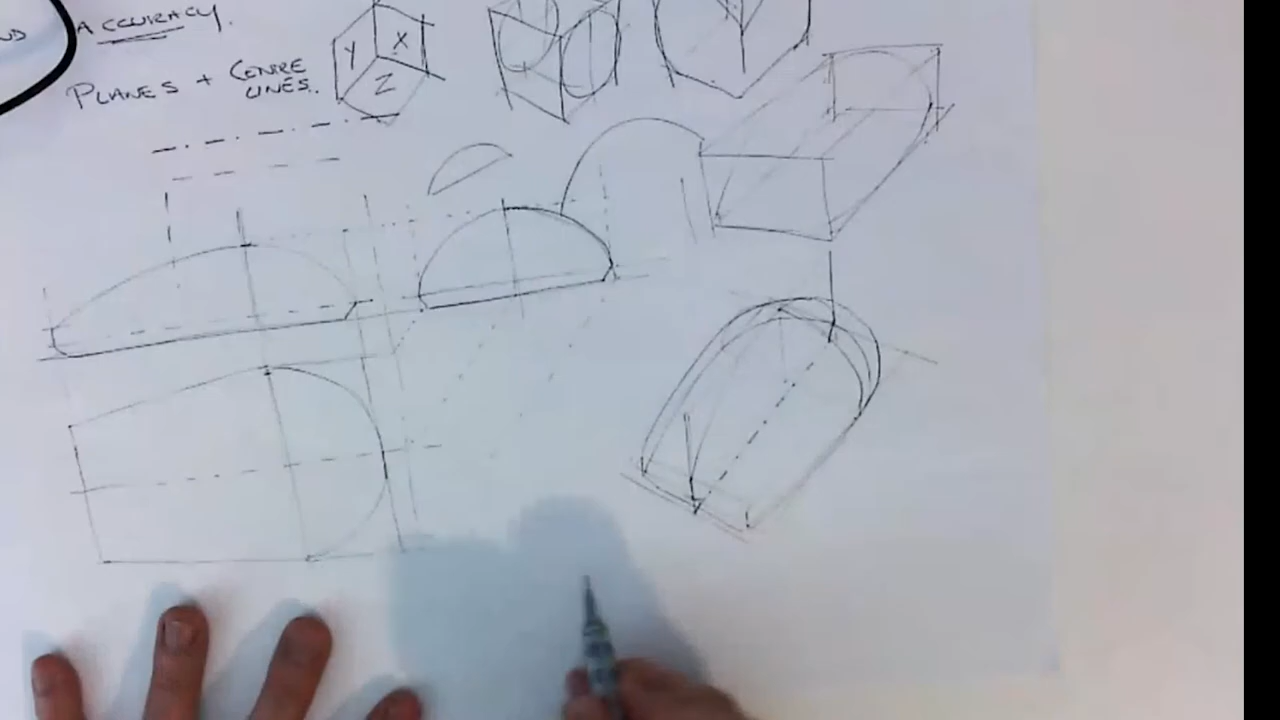 ACCURACY.
PLANES + CENTRE
LINES.
Y X
Z